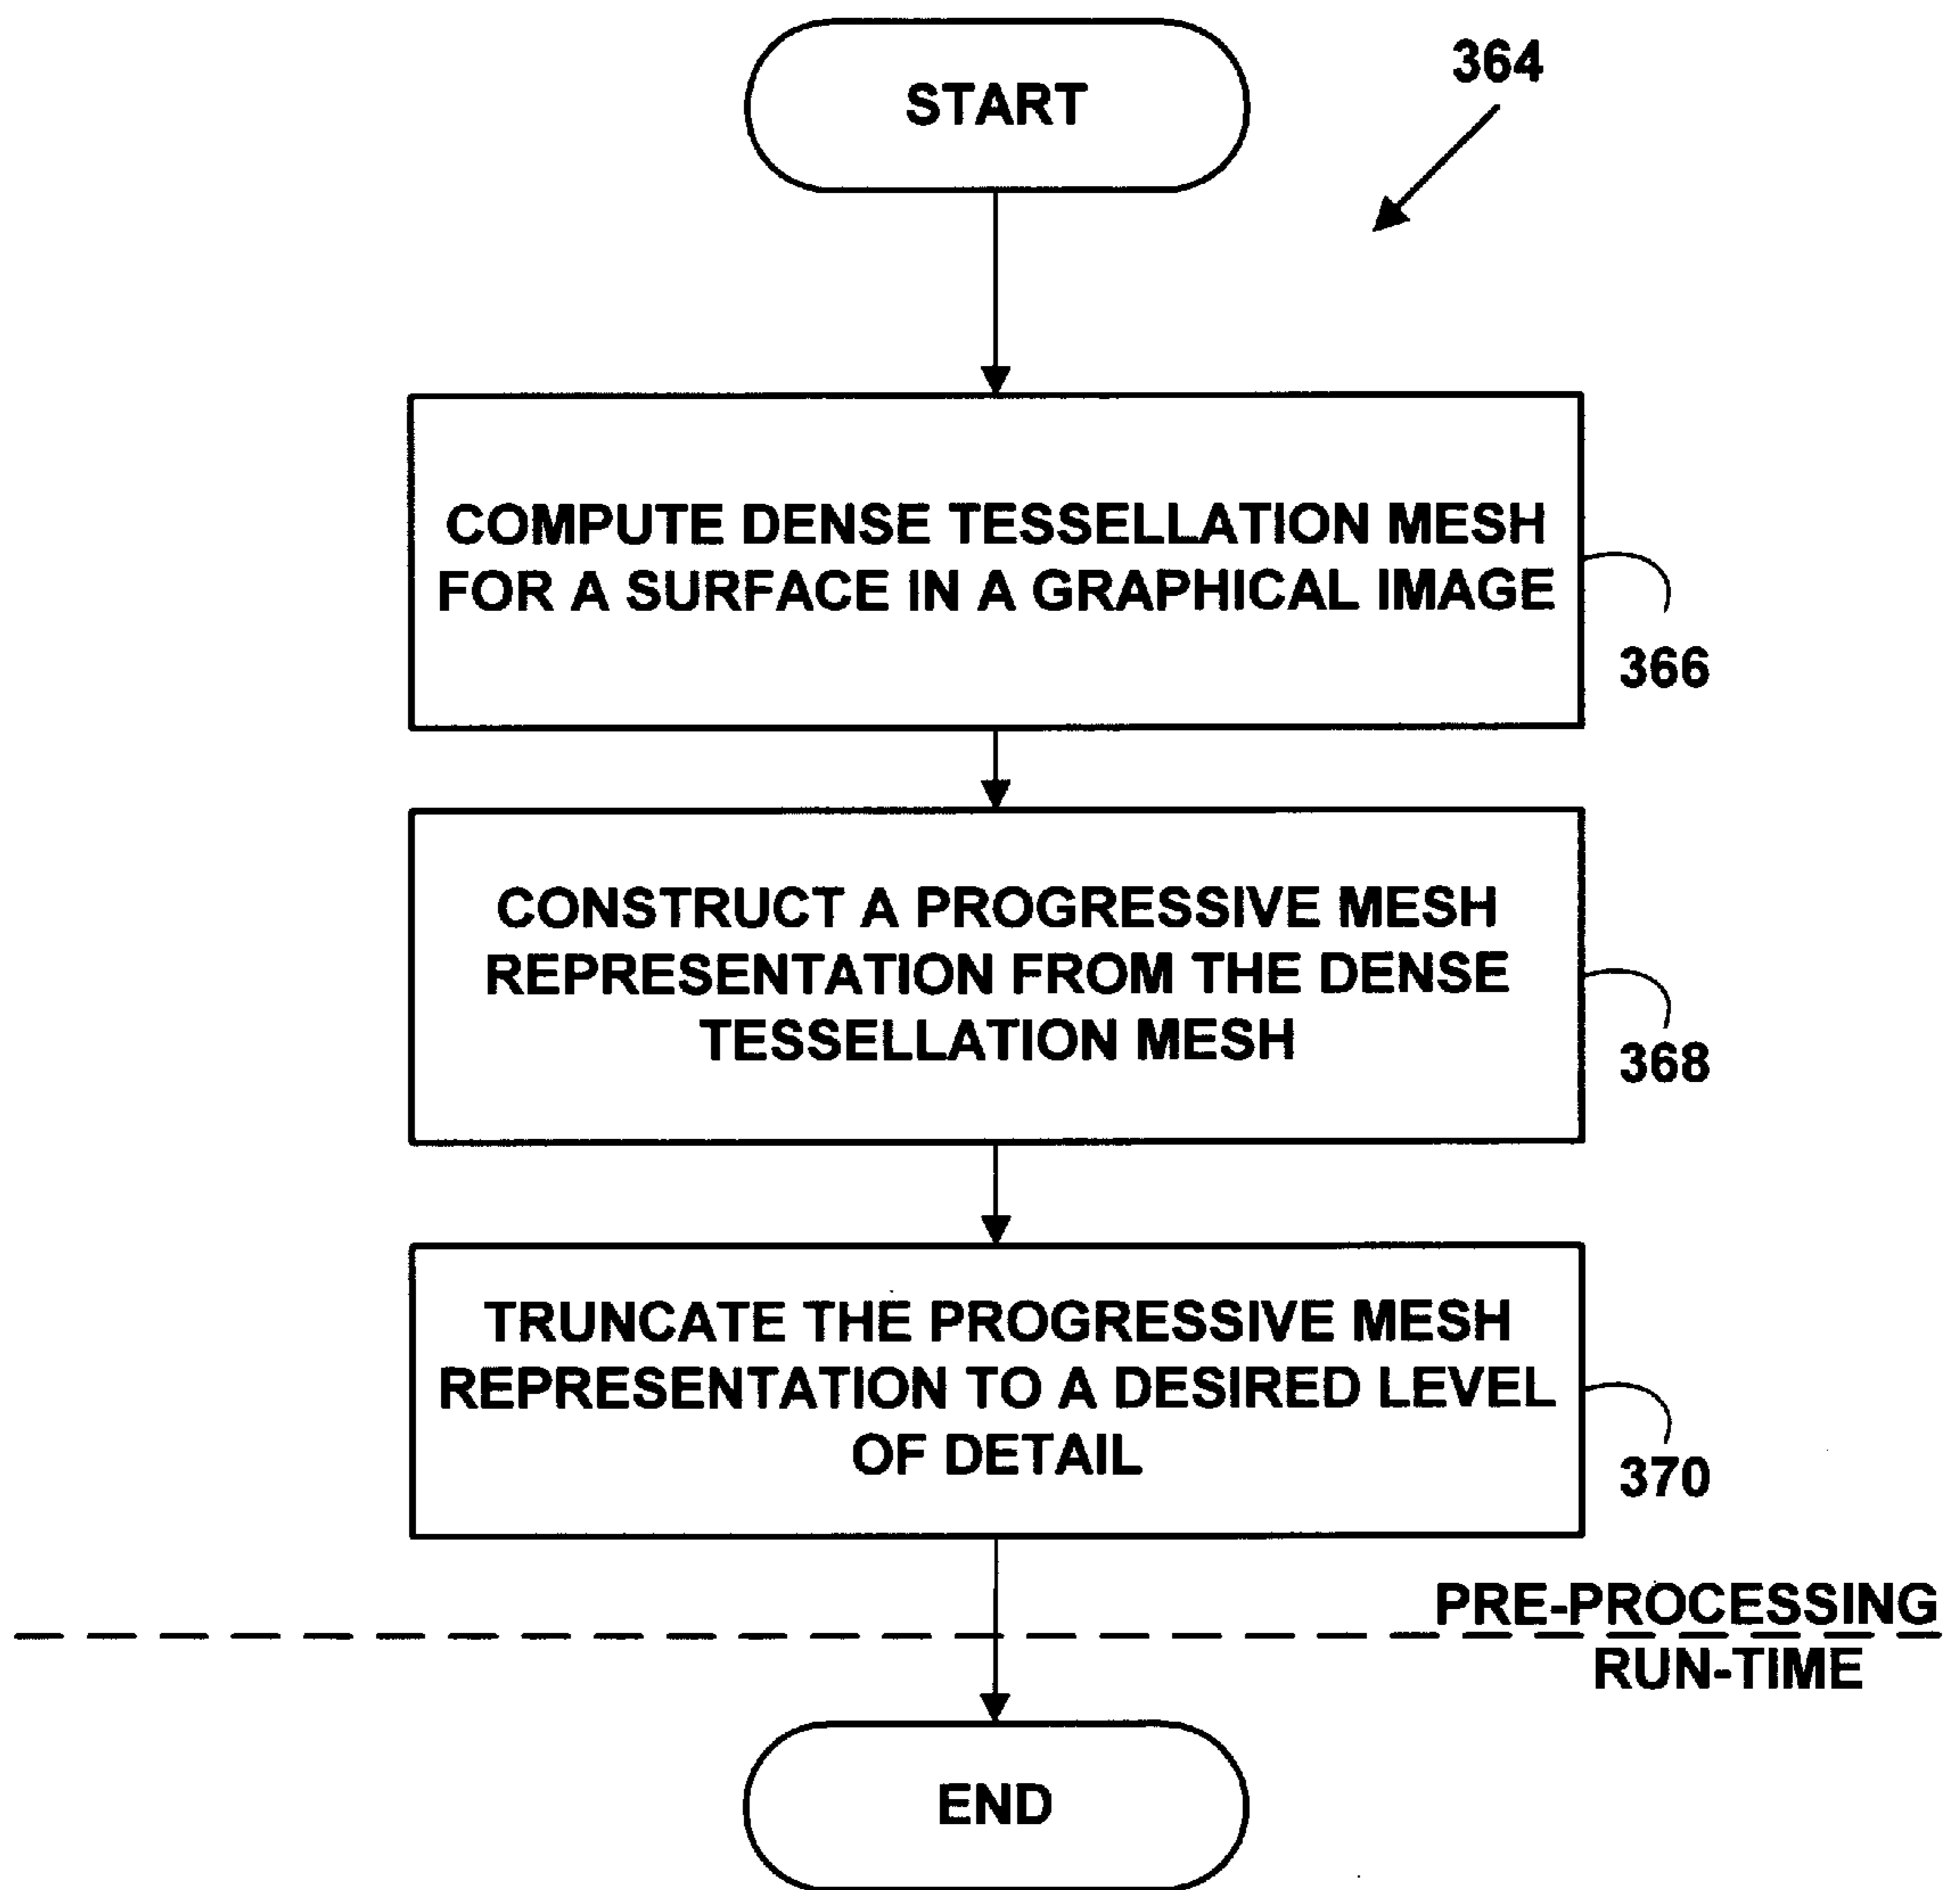 START
364
COMPUTE DENSE TESSELLATION MESH
FOR A SURFACE IN A GRAPHICAL IMAGE
366
CONSTRUCT A PROGRESSIVE MESH
REPRESENTATION FROM THE DENSE
TESSELLATION MESH
368
TRUNCATE THE PROGRESSIVE MESH
REPRESENTATION TO A DESIRED LEVEL
OF DETAIL
370
PRE-PROCESSING
RUN-TIME
END